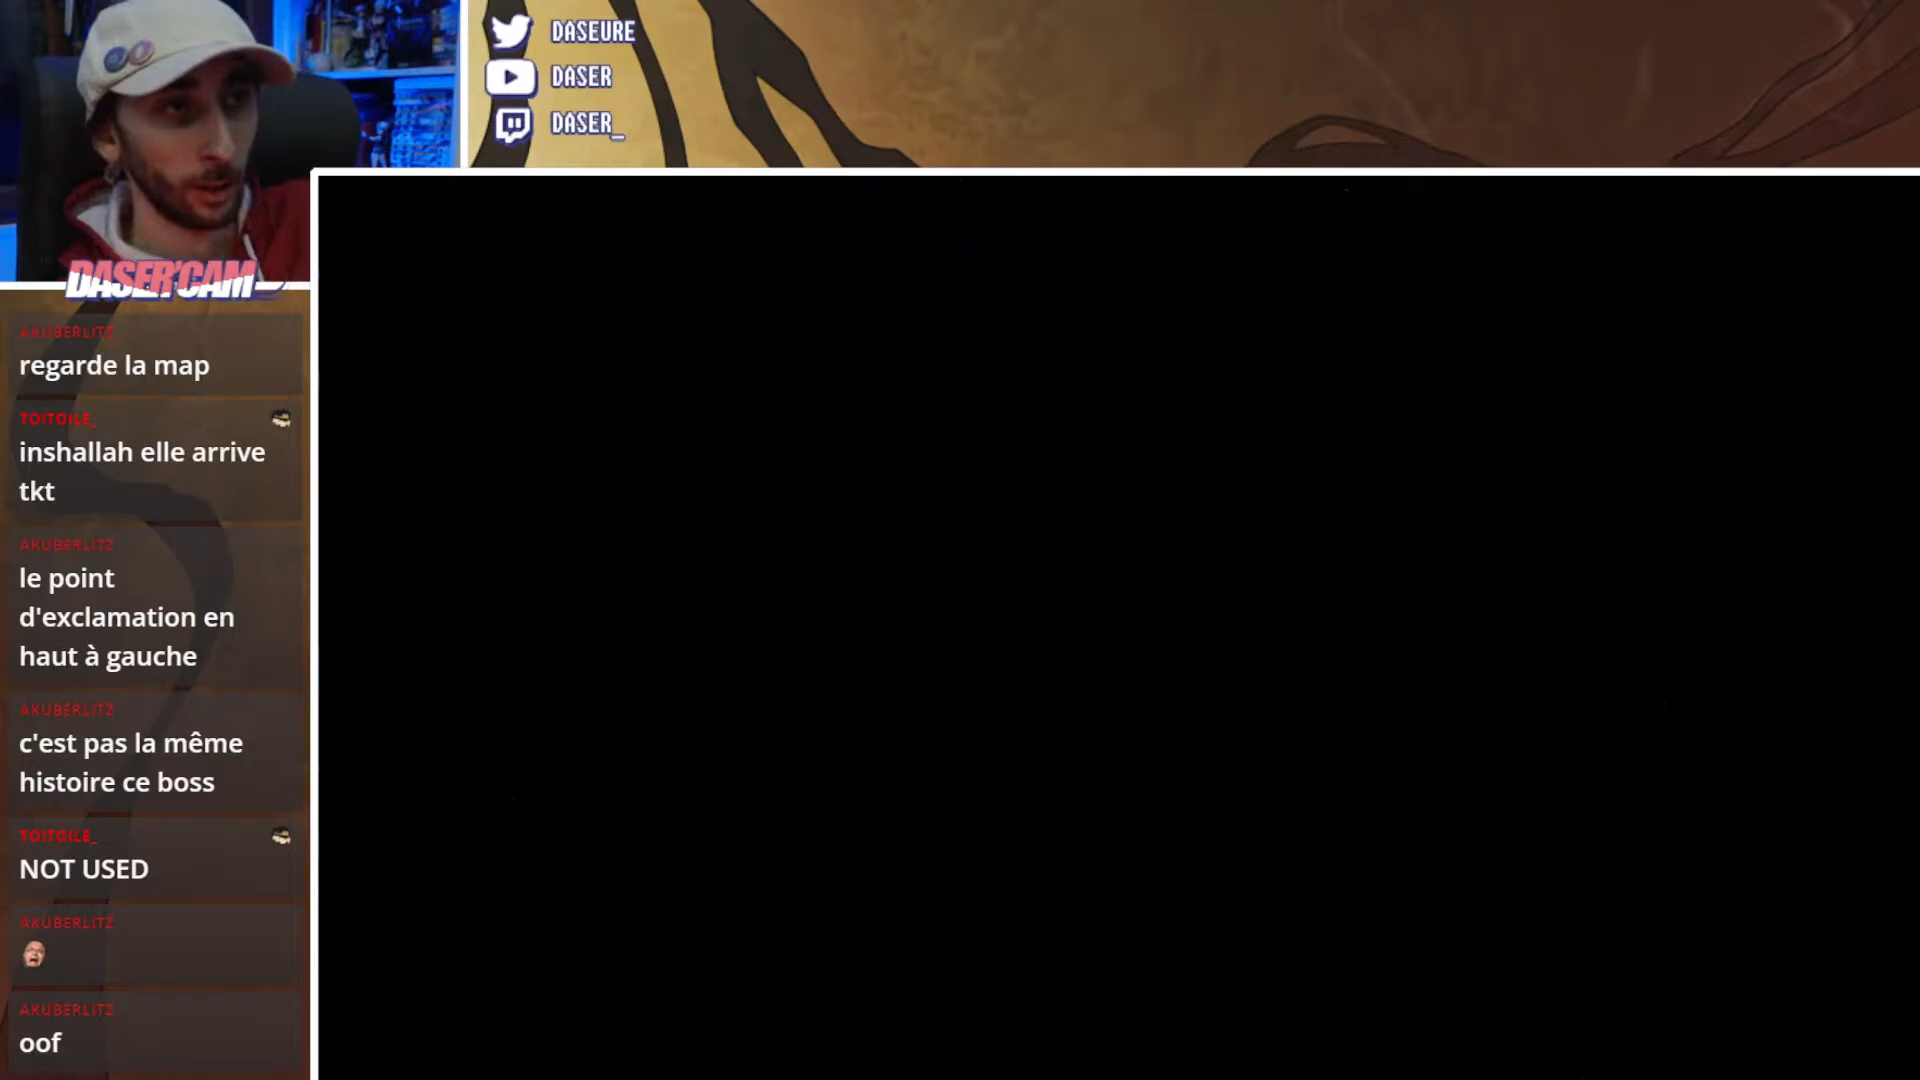 DASEURE
DASER
DASER_
DASER'CAM
AKUBERLITZ
regarde la map
TOITOILE_
inshallah elle arrive
tkt
AKUBERLITZ
le point
d'exclamation en
haut à gauche
AKUBERLITZ
c'est pas la même
histoire ce boss
TOITOILE_
NOT USED
AKUBERLITZ
AKUBERLITZ
oof